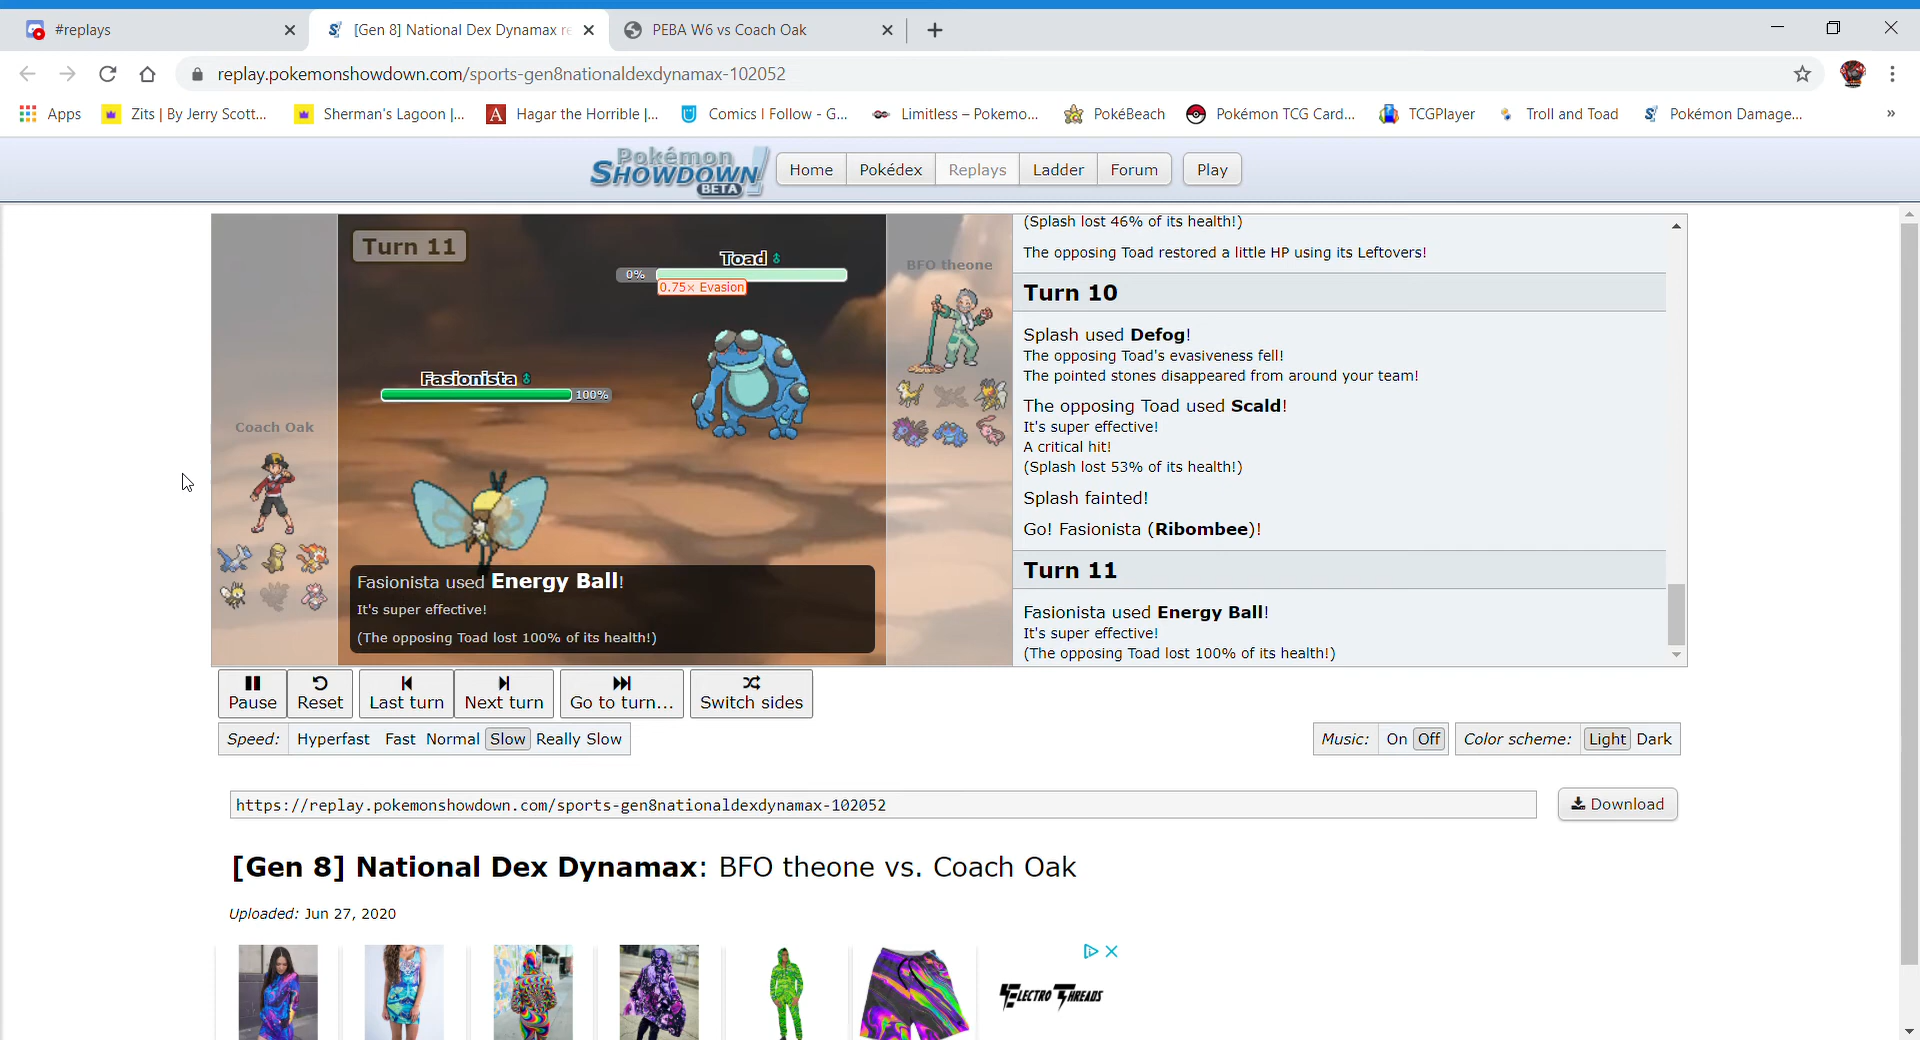 #replays
[Gen 8] National Dex Dynamax re
PEBA W6 vs Coach Oak
replay.pokemonshowdown.com/sports-gen8nationaldexdynamax-102052
Apps
Zits | By Jerry Scott...
Sherman's Lagoon |...
Hagar the Horrible |...
Comics I Follow - G...
Limitless – Pokemo...
PokéBeach
Pokémon TCG Card...
TCGPlayer
Troll and Toad
Pokémon Damage...
»
Pokémon
SHOWDOWN!
BETA
Home
Pokédex
Replays
Ladder
Forum
Play
Turn 11
Toad
0%
0.75× Evasion
Fasionista
100%
Coach Oak
BFO theone
Fasionista used Energy Ball!
It's super effective!
(The opposing Toad lost 100% of its health!)
(Splash lost 46% of its health!)
The opposing Toad restored a little HP using its Leftovers!
Turn 10
Splash used Defog!
The opposing Toad's evasiveness fell!
The pointed stones disappeared from around your team!
The opposing Toad used Scald!
It's super effective!
A critical hit!
(Splash lost 53% of its health!)
Splash fainted!
Go! Fasionista (Ribombee)!
Turn 11
Fasionista used Energy Ball!
It's super effective!
(The opposing Toad lost 100% of its health!)
Pause
Reset
Last turn
Next turn
Go to turn...
Switch sides
Speed: Hyperfast Fast Normal Slow Really Slow
Music: On Off
Color scheme: Light Dark
https://replay.pokemonshowdown.com/sports-gen8nationaldexdynamax-102052
Download
[Gen 8] National Dex Dynamax: BFO theone vs. Coach Oak
Uploaded: Jun 27, 2020
ELECTRO THREADS